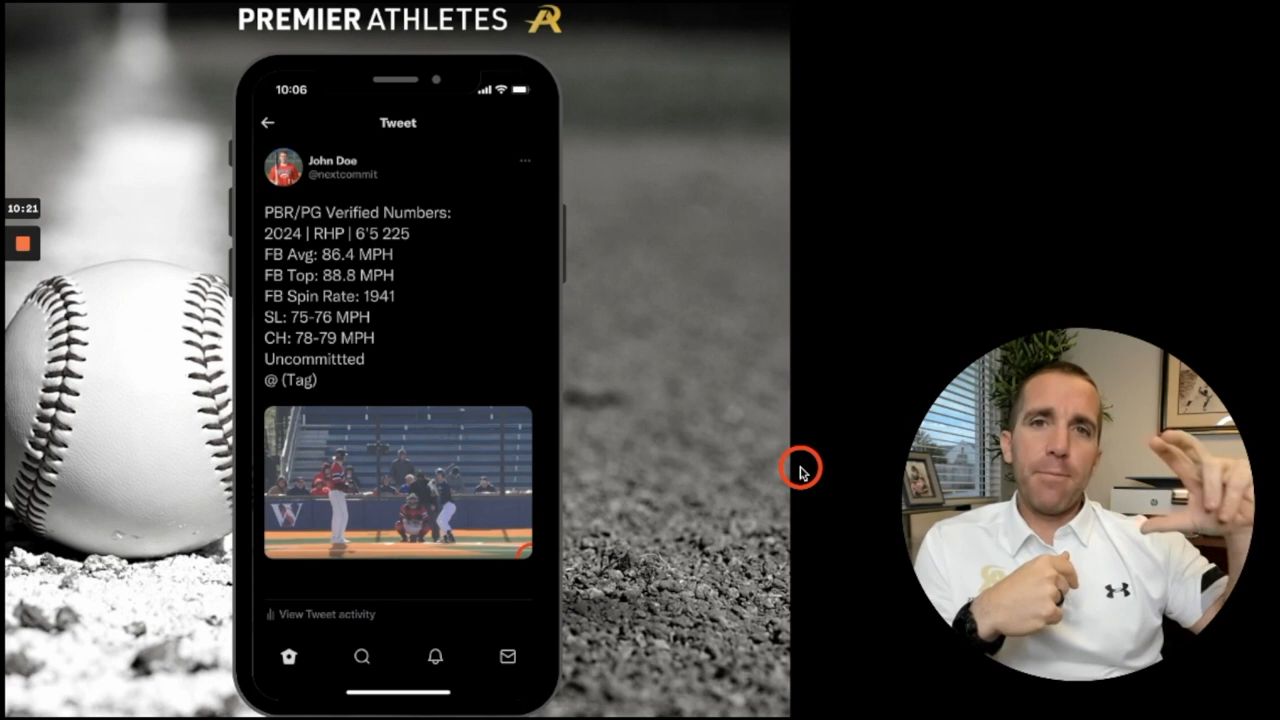 PREMIER ATHLETES
10:06
Tweet
John Doe
@nextcommit
10:21
PBR/PG Verified Numbers:
2024 | RHP | 6'5 225
FB Avg: 86.4 MPH
FB Top: 88.8 MPH
FB Spin Rate: 1941
SL: 75-76 MPH
CH: 78-79 MPH
Uncommittted
@ (Tag)
W
View Tweet activity
hp